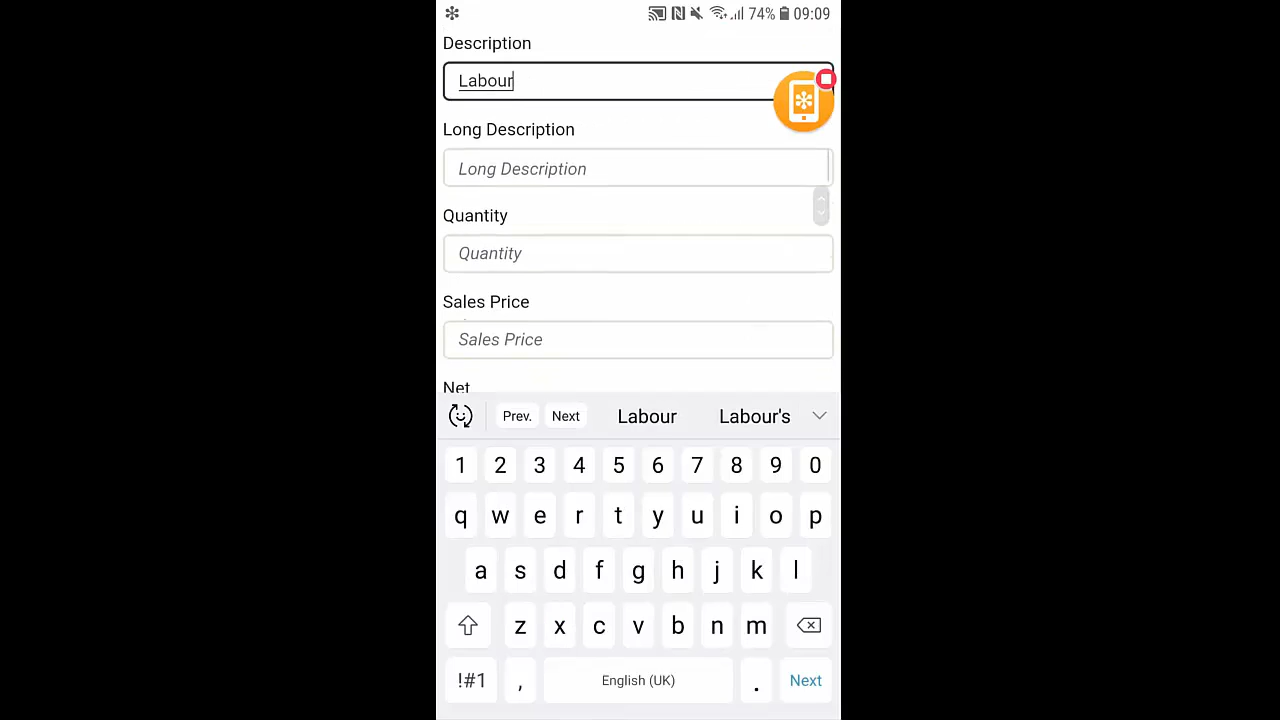 74% 09:09
Description
Labour
Long Description
Long Description
Quantity
Quantity
Sales Price
Sales Price
Net
Prev. Next Labour Labour's
1 2 3 4 5 6 7 8 9 0
q w e r t y u i o p
a s d f g h j k l
z x c v b n m
!#1 , English (UK) . Next